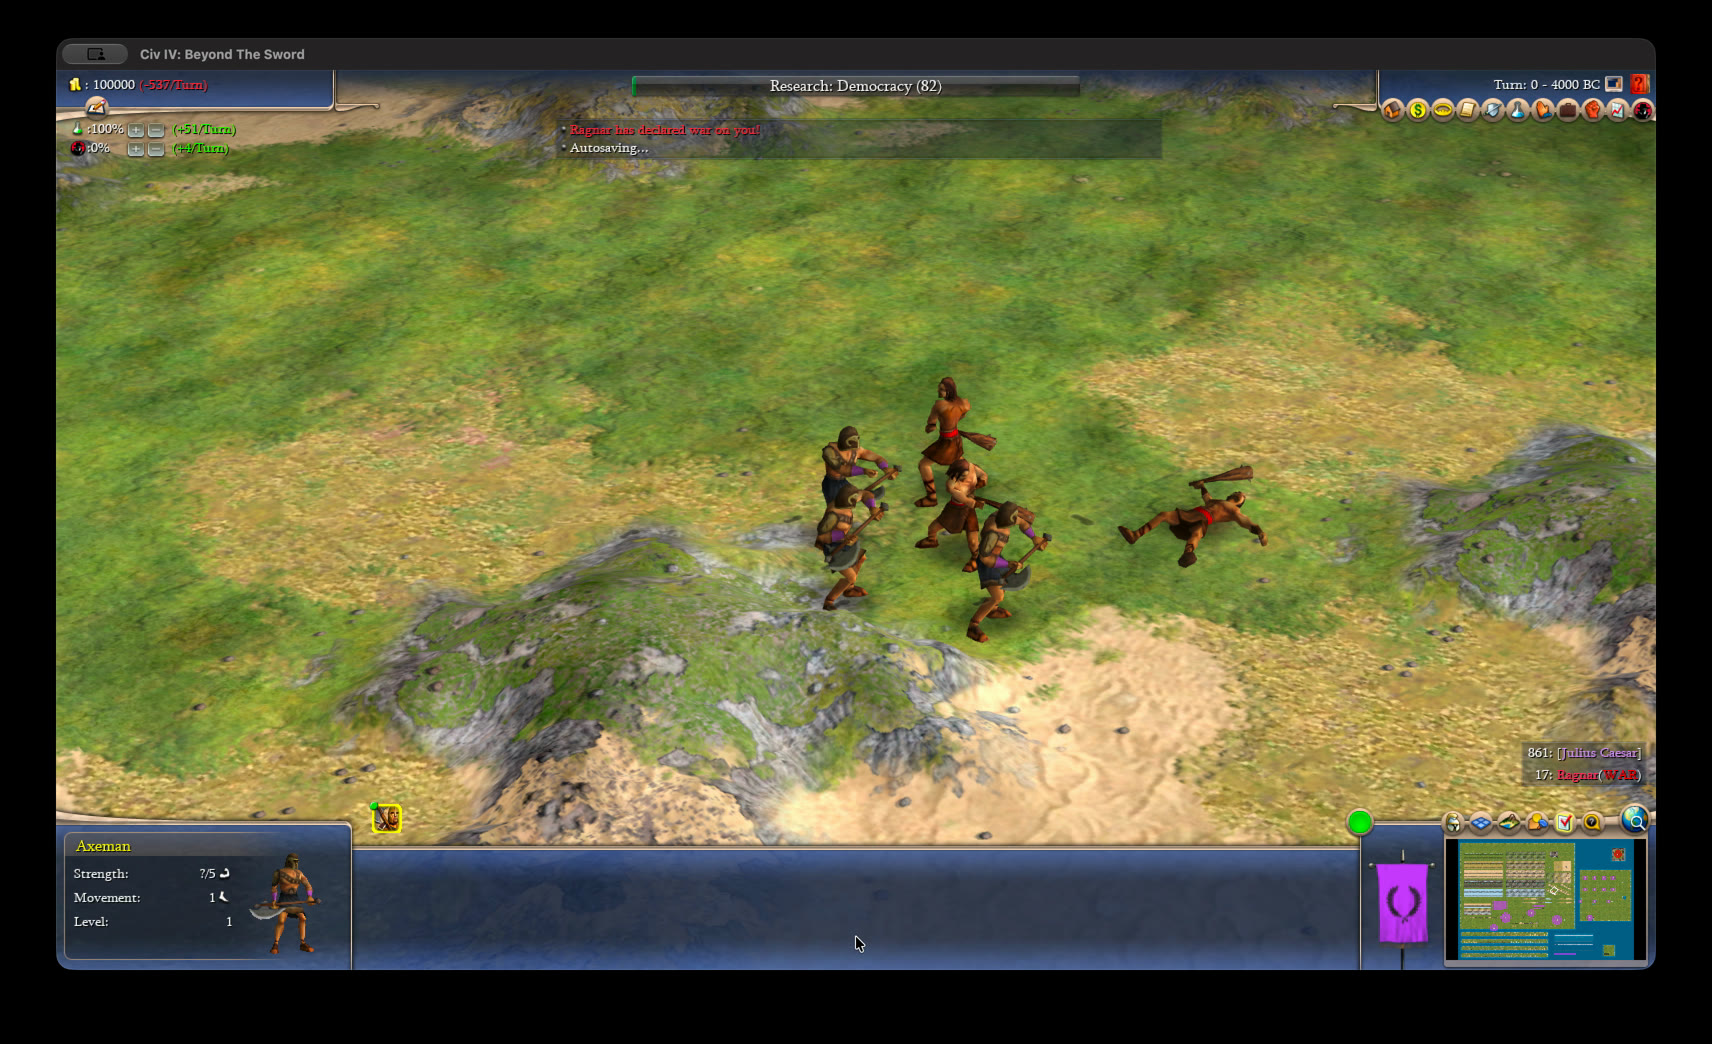 Civ IV: Beyond The Sword
: 100000 (-537/Turn)
Research: Democracy (82)
Turn: 0 - 4000 BC
:100% (+51/Turn)
:0% (+4/Turn)
Ragnar has declared war on you!
Autosaving...
861: [Julius Caesar]
17: Ragnar(WAR)
Axeman
Strength: ?/5
Movement: 1
Level: 1